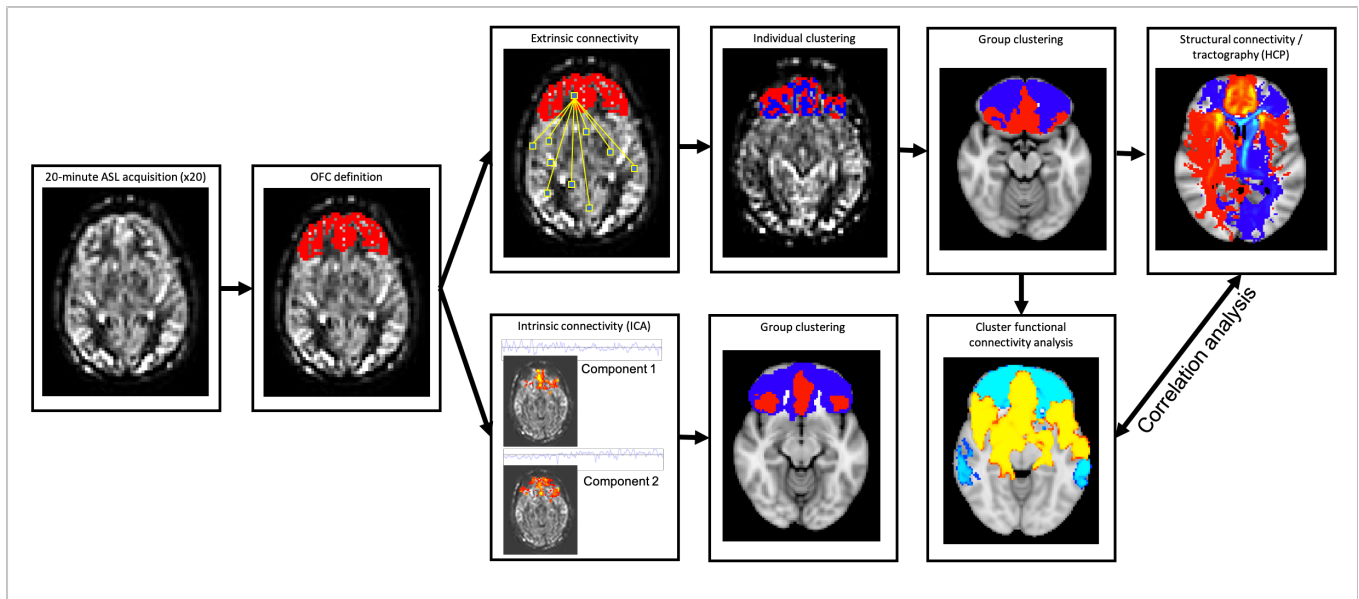 Extrinsic connectivity
Individual clustering
Group clustering
Structural connectivity /
tractography (HCP)
20-minute ASL acquisition (x20)
OFC definition
Intrinsic connectivity (ICA)
Component 1
Component 2
Group clustering
Cluster functional
connectivity analysis
Correlation analysis